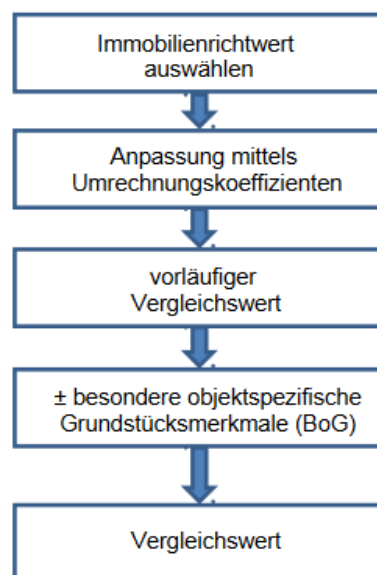 Immobilienrichtwert
auswählen
Anpassung mittels
Umrechnungskoeffizienten
vorläufiger
Vergleichswert
± besondere objektspezifische
Grundstücksmerkmale (BoG)
Vergleichswert